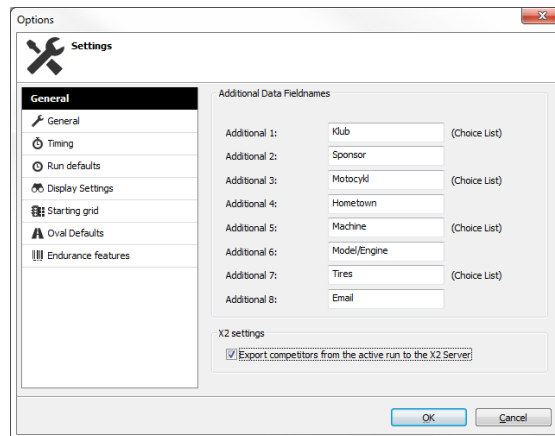 Options
Settings
General
General
Timing
Run defaults
Display Settings
Starting grid
Oval Defaults
Endurance features
Additional Data Fieldnames
Additional 1: Klub (Choice List)
Additional 2: Sponsor
Additional 3: Motocykl (Choice List)
Additional 4: Hometown
Additional 5: Machine (Choice List)
Additional 6: Model/Engine
Additional 7: Tires (Choice List)
Additional 8: Email
X2 settings
Export competitors from the active run to the X2 Server
OK Cancel